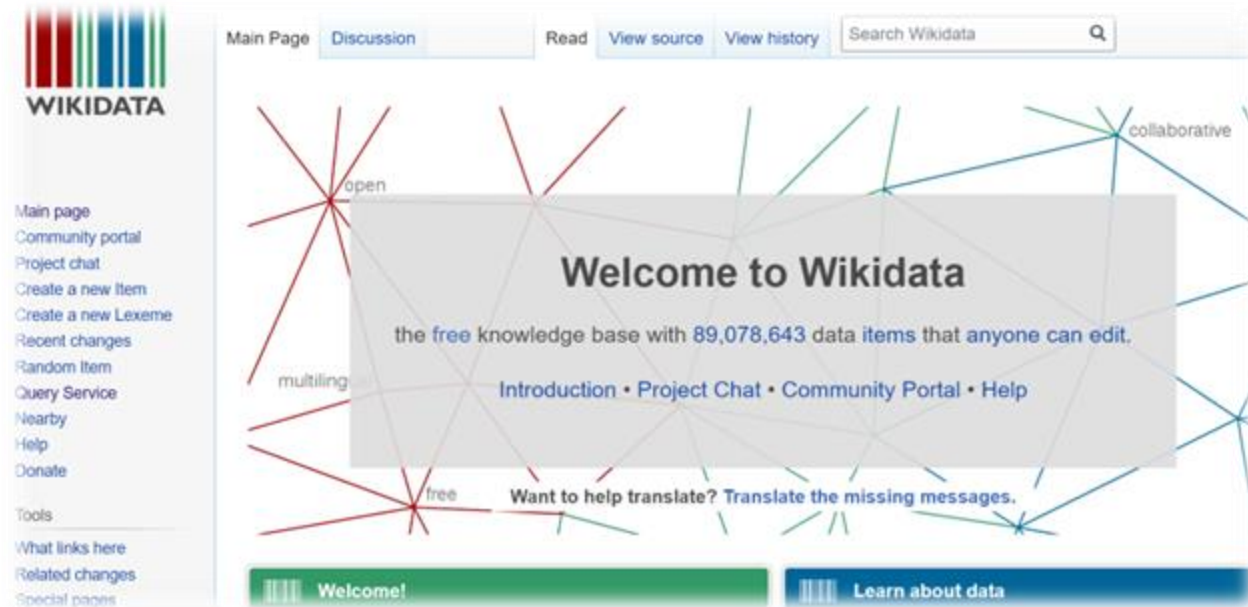 WIKIDATA
Main Page Discussion Read View source View history Search Wikidata
collaborative
open
Main page
Community portal
Project chat
Create a new Item
Create a new Lexeme
Recent changes
Random Item
Query Service
Nearby
Help
Donate
Tools
What links here
Related changes
Special pages
Welcome to Wikidata
the free knowledge base with 89,078,643 data items that anyone can edit.
multilingual
Introduction • Project Chat • Community Portal • Help
free
Want to help translate? Translate the missing messages.
Welcome!
Learn about data